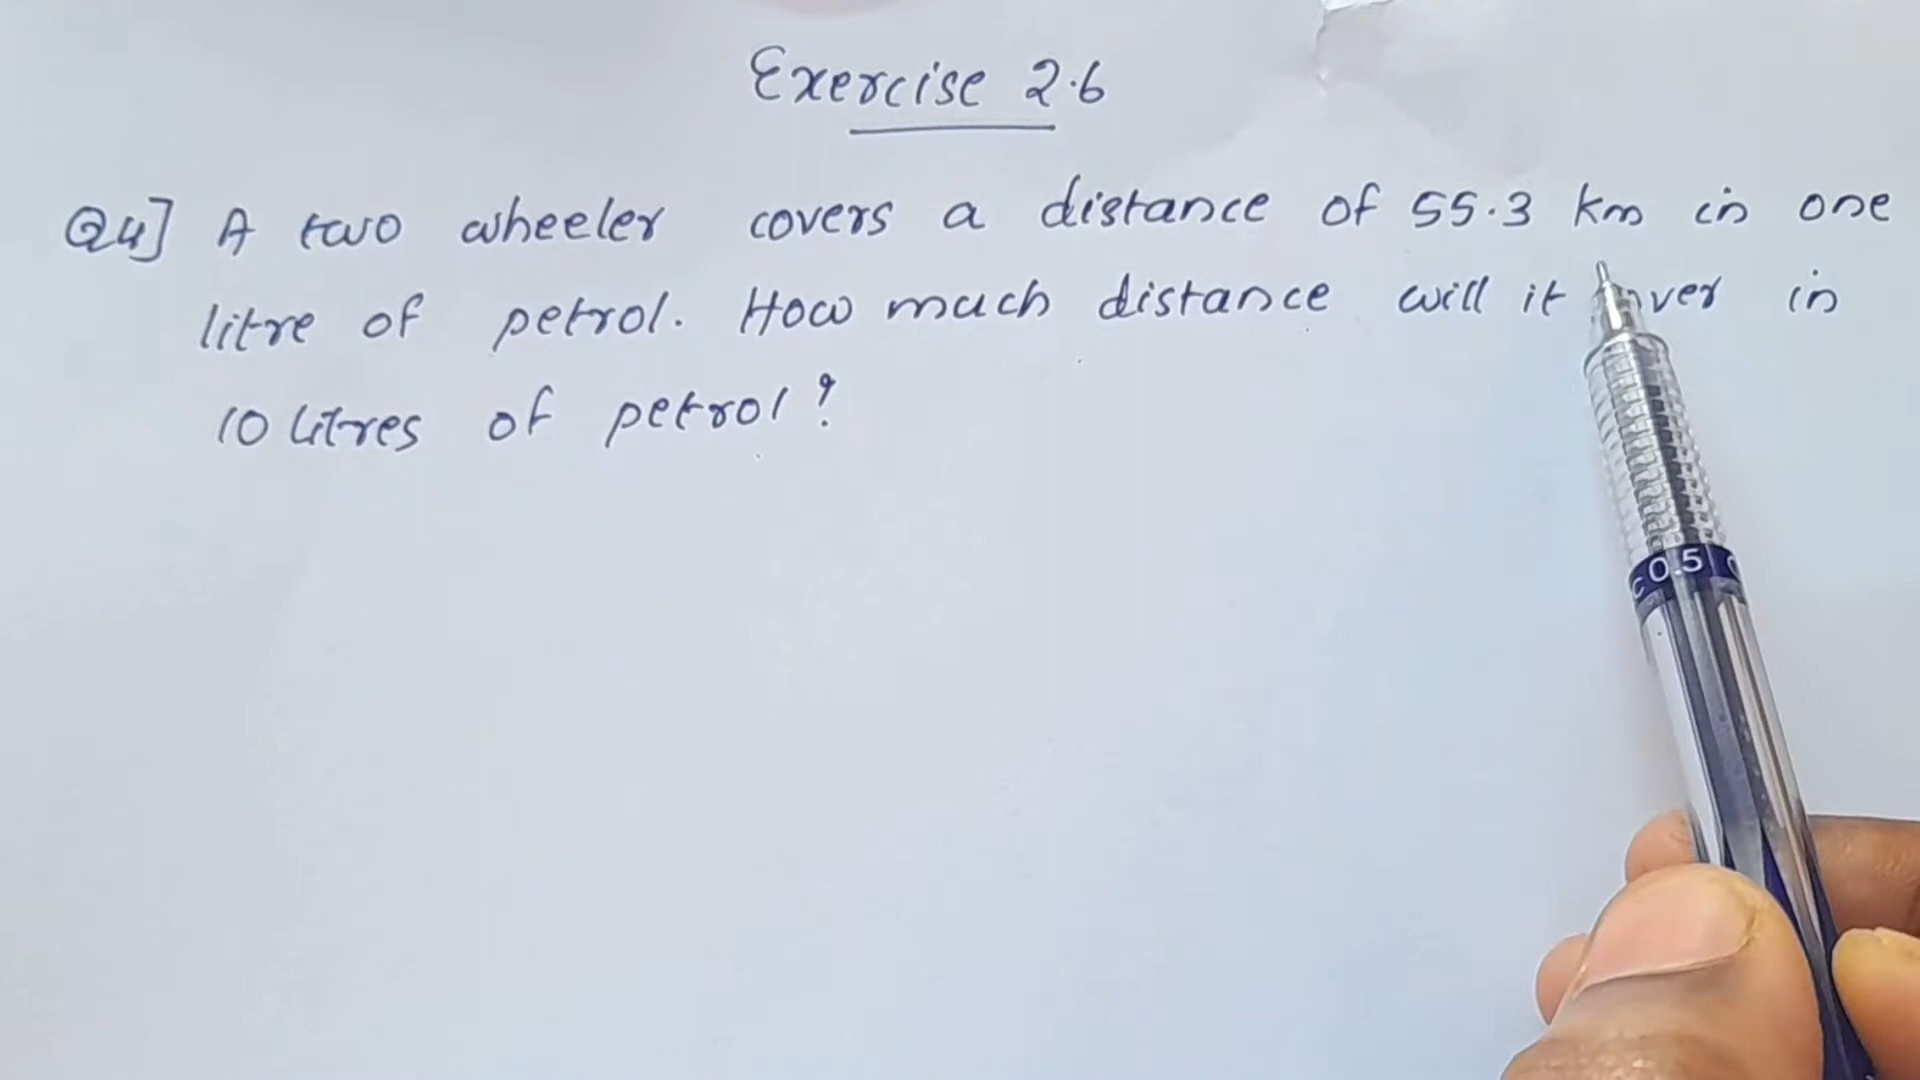 Exercise 2.6
Q4] A two wheeler covers a distance of 55.3 km in one
litre of petrol. How much distance will it in
10 litres of petrol?
0.5